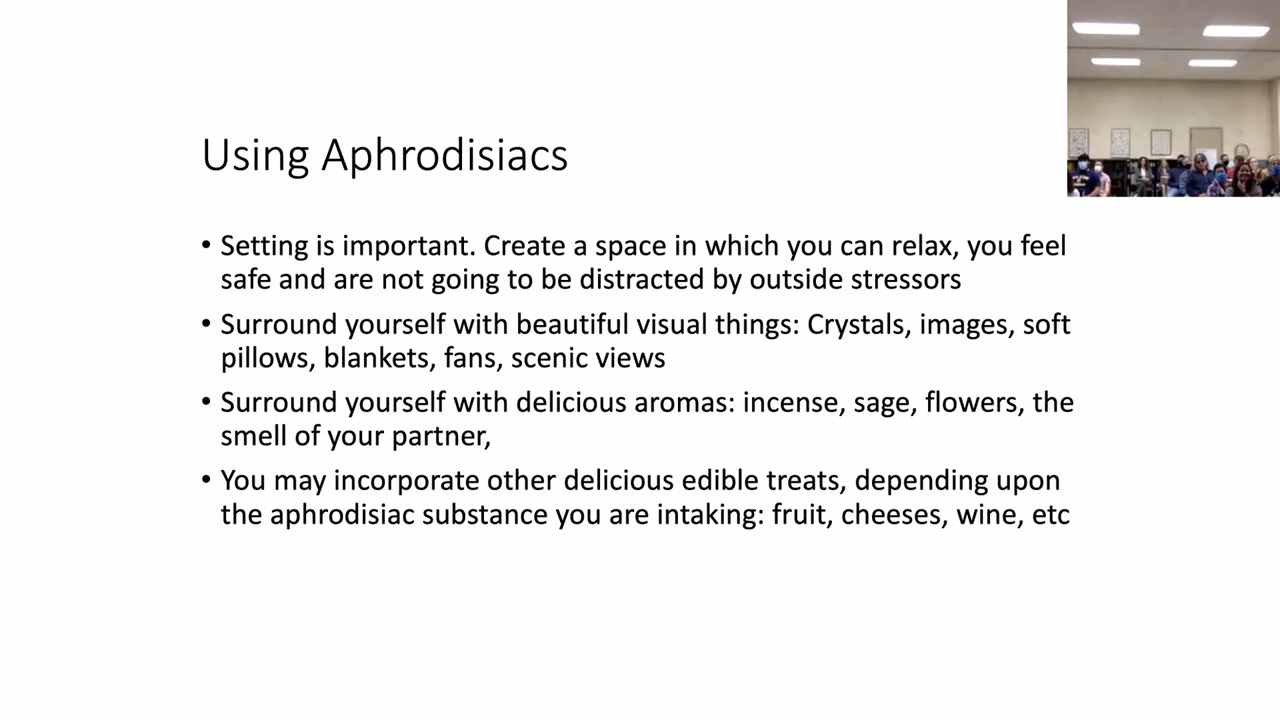 Using Aphrodisiacs
• Setting is important. Create a space in which you can relax, you feel
safe and are not going to be distracted by outside stressors
• Surround yourself with beautiful visual things: Crystals, images, soft
pillows, blankets, fans, scenic views
• Surround yourself with delicious aromas: incense, sage, flowers, the
smell of your partner,
• You may incorporate other delicious edible treats, depending upon
the aphrodisiac substance you are intaking: fruit, cheeses, wine, etc